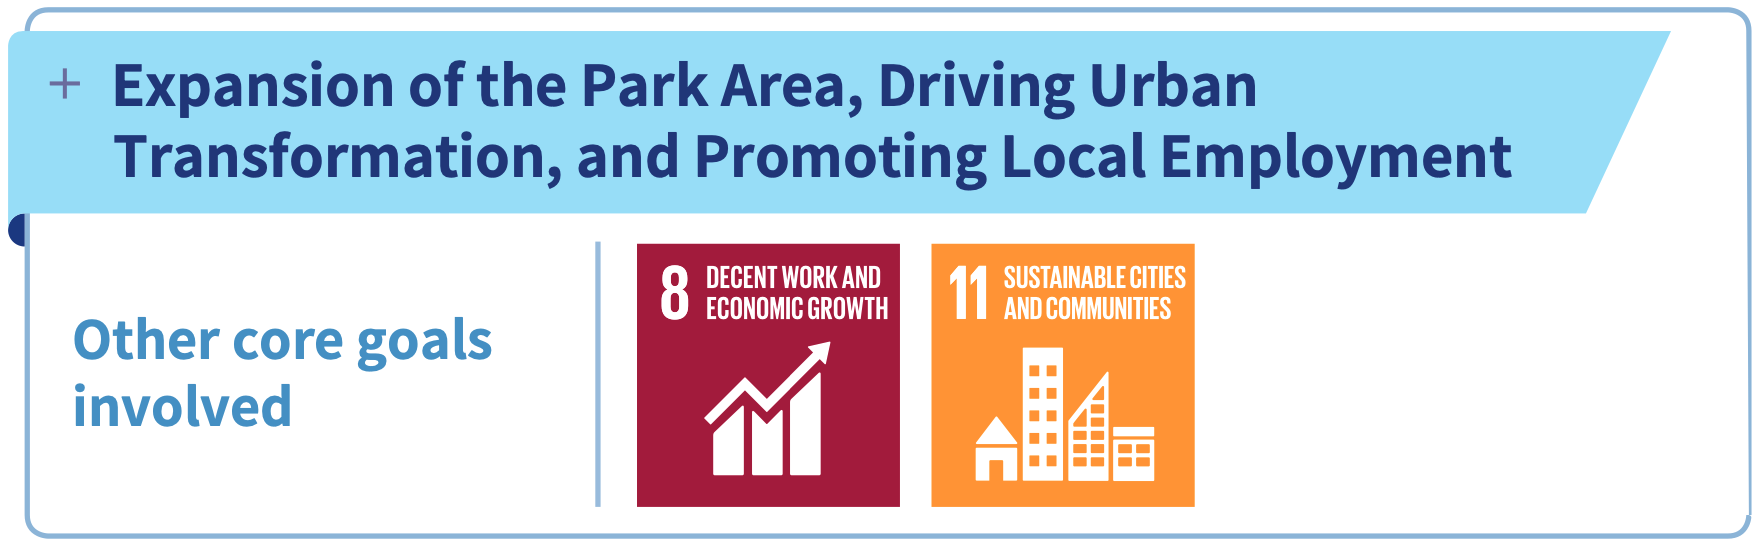 + Expansion of the Park Area, Driving Urban
Transformation, and Promoting Local Employment
Other core goals
involved
8 DECENT WORK AND
ECONOMIC GROWTH
11 SUSTAINABLE CITIES
AND COMMUNITIES